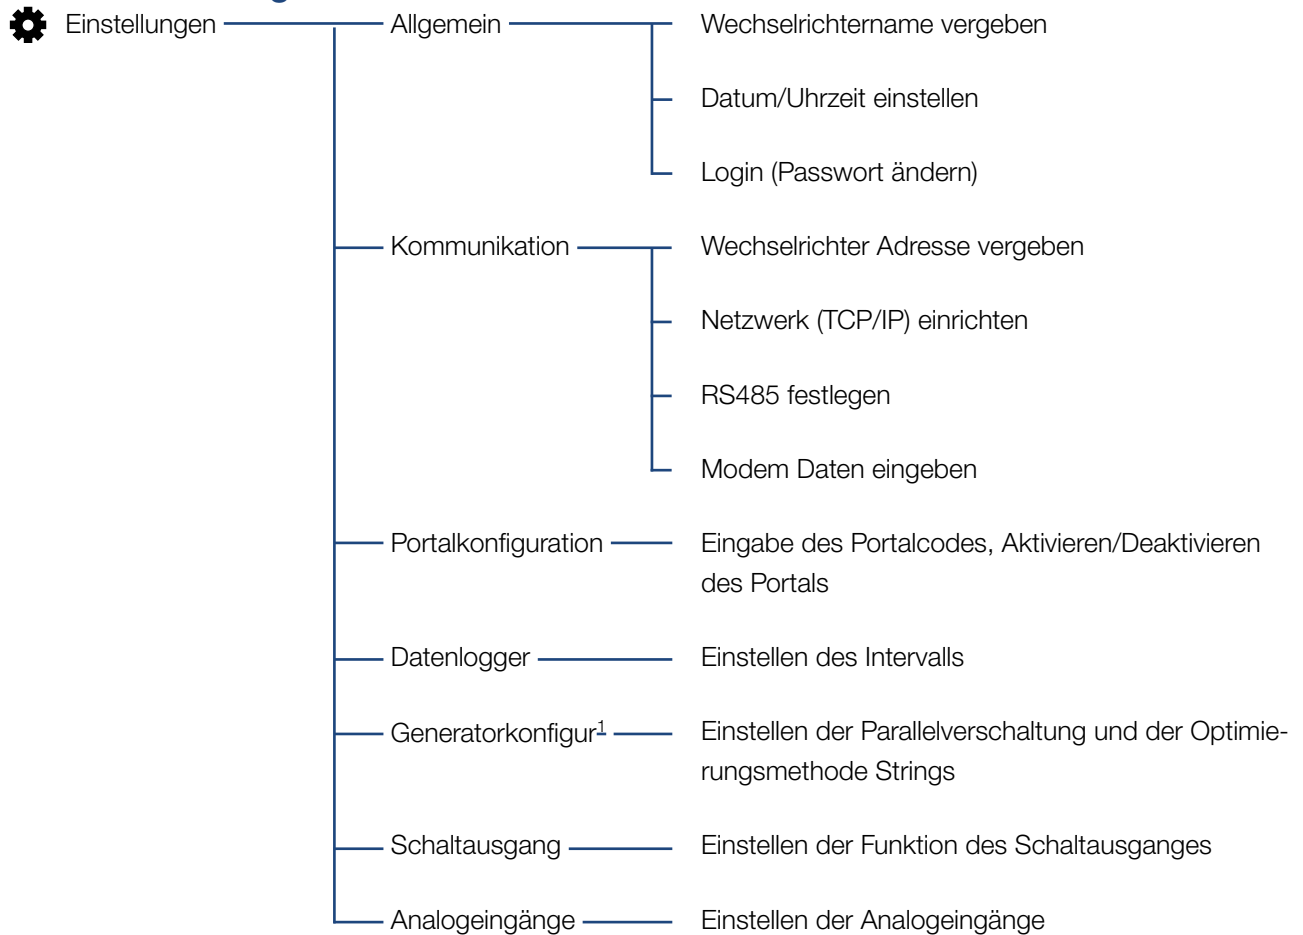 Einstellungen
Allgemein
Wechselrichtername vergeben
Datum/Uhrzeit einstellen
Login (Passwort ändern)
Kommunikation
Wechselrichter Adresse vergeben
Netzwerk (TCP/IP) einrichten
RS485 festlegen
Modem Daten eingeben
Portalkonfiguration
Eingabe des Portalcodes, Aktivieren/Deaktivieren
des Portals
Datenlogger
Einstellen des Intervalls
Generatorkonfigur1
Einstellen der Parallelverschaltung und der Optimie-
rungsmethode Strings
Schaltausgang
Einstellen der Funktion des Schaltausganges
Analogeingänge
Einstellen der Analogeingänge